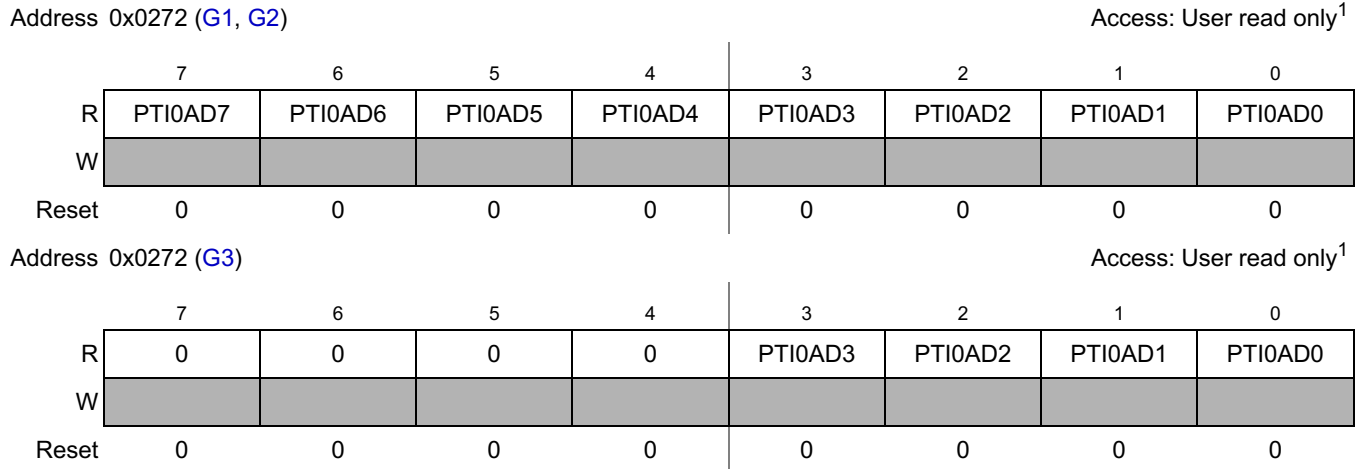 Address 0x0272 (G1, G2) Access: User read only1
7 6 5 4 3 2 1 0
R PTI0AD7 PTI0AD6 PTI0AD5 PTI0AD4 PTI0AD3 PTI0AD2 PTI0AD1 PTI0AD0
W
Reset 0 0 0 0 0 0 0 0
Address 0x0272 (G3) Access: User read only1
7 6 5 4 3 2 1 0
R 0 0 0 0 PTI0AD3 PTI0AD2 PTI0AD1 PTI0AD0
W
Reset 0 0 0 0 0 0 0 0